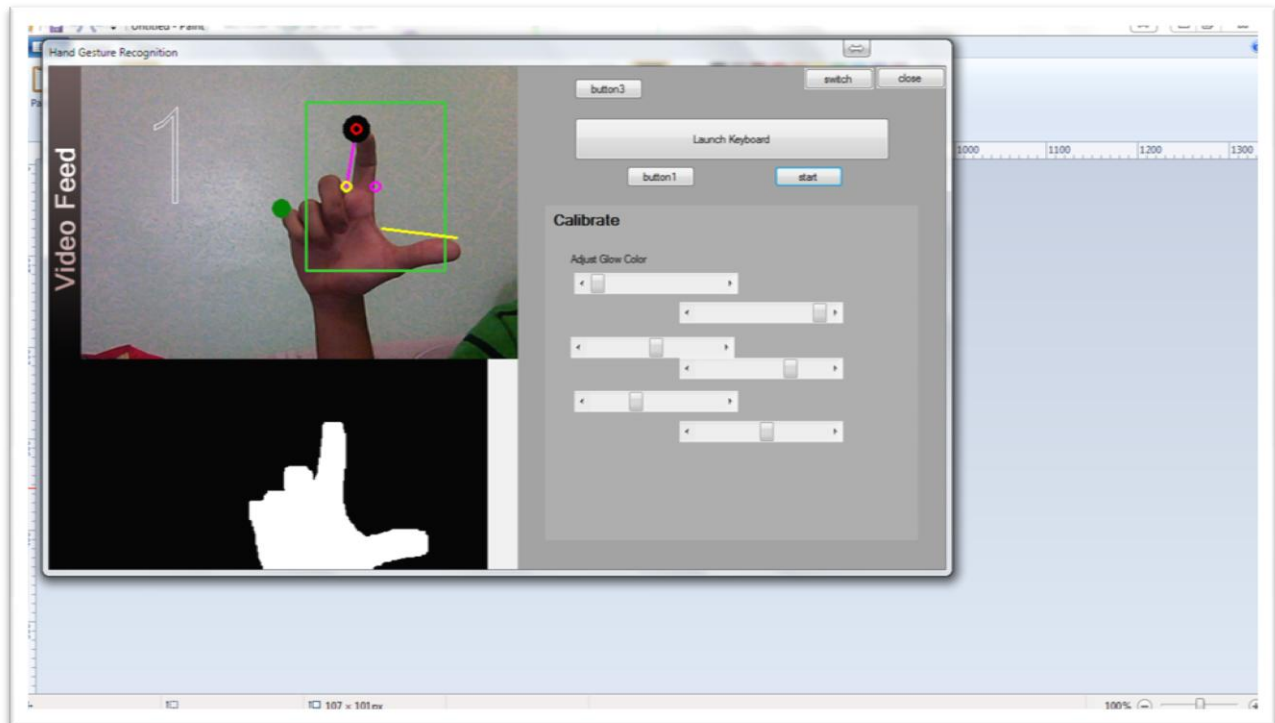 Untitled - Paint
Hand Gesture Recognition
switch
close
button3
Launch Keyboard
button1
start
Video Feed
1
Calibrate
Adjust Glow Color
1000
1100
1200
1300
107 × 101px
100%